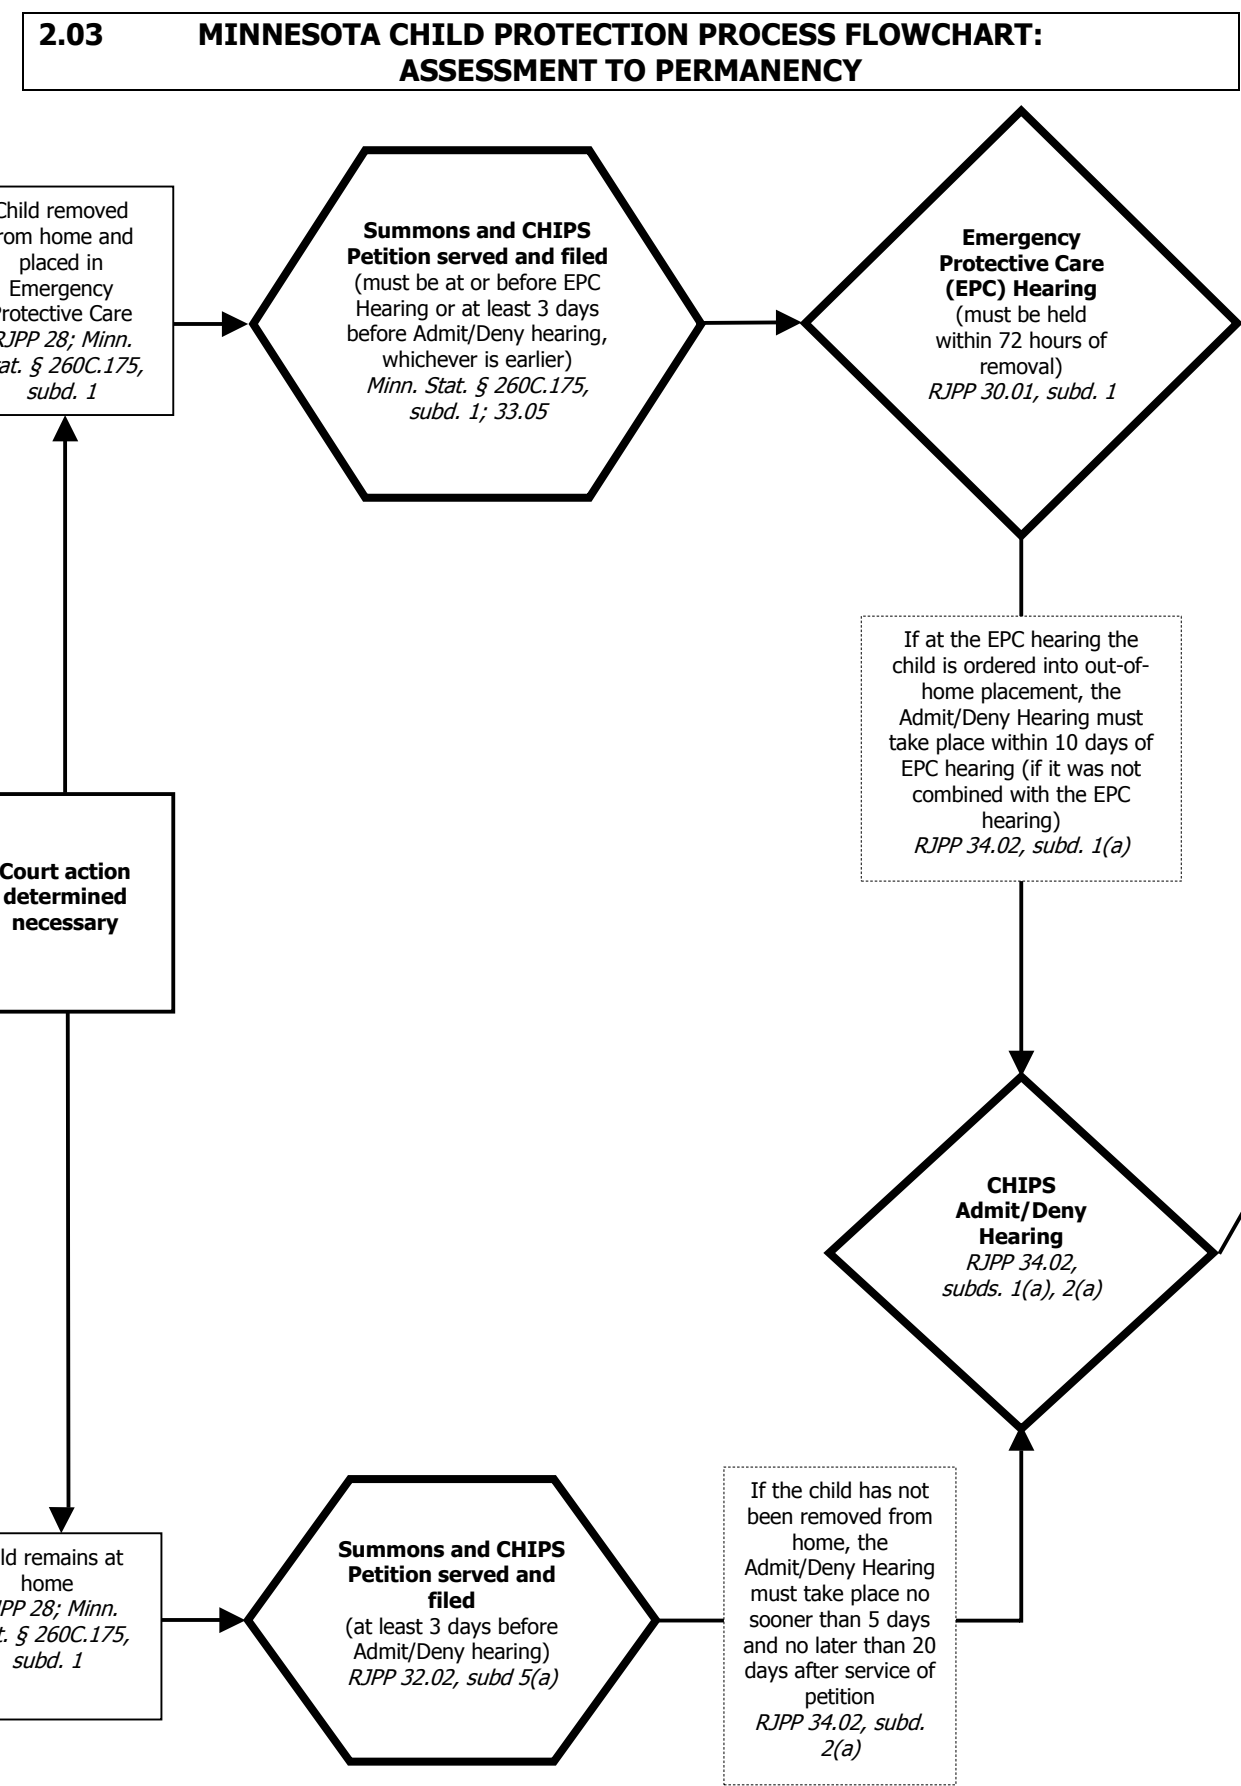 2.03 MINNESOTA CHILD PROTECTION PROCESS FLOWCHART:
ASSESSMENT TO PERMANENCY
Child removed
rom home and
placed in
Emergency
rotective Care
RJPP 28; Minn.
at. § 260C.175,
subd. 1
Summons and CHIPS
Petition served and filed
(must be at or before EPC
Hearing or at least 3 days
before Admit/Deny hearing,
whichever is earlier)
Minn. Stat. § 260C.175,
subd. 1; 33.05
Emergency
Protective Care
(EPC) Hearing
(must be held
within 72 hours of
removal)
RJPP 30.01, subd. 1
If at the EPC hearing the
child is ordered into out-of-
home placement, the
Admit/Deny Hearing must
take place within 10 days of
EPC hearing (if it was not
combined with the EPC
hearing)
RJPP 34.02, subd. 1(a)
Court action
determined
necessary
CHIPS
Admit/Deny
Hearing
RJPP 34.02,
subds. 1(a), 2(a)
ld remains at
home
PP 28; Minn.
t. § 260C.175,
subd. 1
Summons and CHIPS
Petition served and
filed
(at least 3 days before
Admit/Deny hearing)
RJPP 32.02, subd 5(a)
If the child has not
been removed from
home, the
Admit/Deny Hearing
must take place no
sooner than 5 days
and no later than 20
days after service of
petition
RJPP 34.02, subd.
2(a)